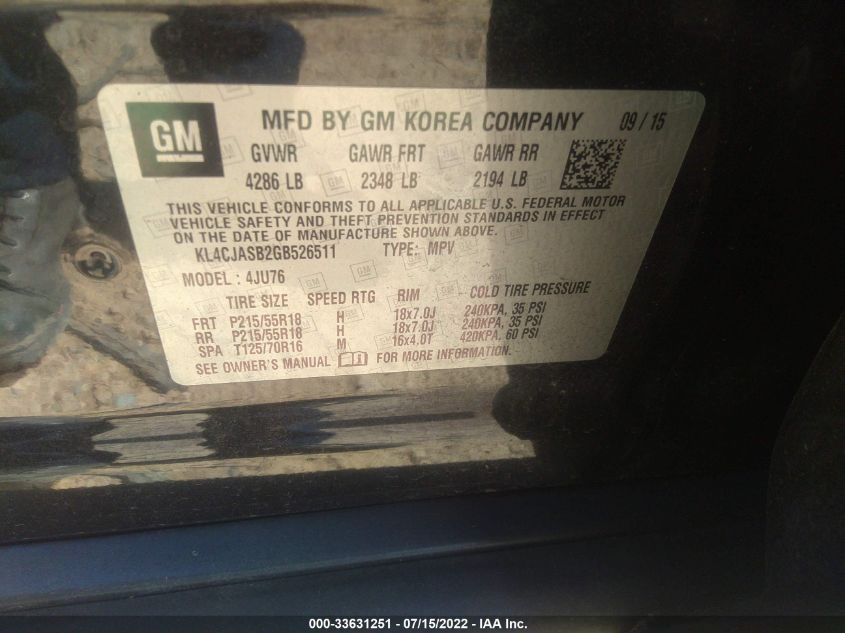 GM
MFD BY GM KOREA COMPANY 09/15
GVWR GAWR FRT GAWR RR
4286 LB 2348 LB 2194 LB
THIS VEHICLE CONFORMS TO ALL APPLICABLE U.S. FEDERAL MOTOR
VEHICLE SAFETY AND THEFT PREVENTION STANDARDS IN EFFECT
ON THE DATE OF MANUFACTURE SHOWN ABOVE.
KL4CJASB2GB526511 TYPE: MPV
MODEL : 4JU76
TIRE SIZE SPEED RTG RIM COLD TIRE PRESSURE
FRT P215/55R18 H 18x7.0J 240KPA, 35 PSI
RR P215/55R18 H 18x7.0J 240KPA, 35 PSI
SPA T125/70R16 M 16x4.0T 420KPA, 60 PSI
SEE OWNER'S MANUAL FOR MORE INFORMATION.
000-33631251 - 07/15/2022 - IAA Inc.